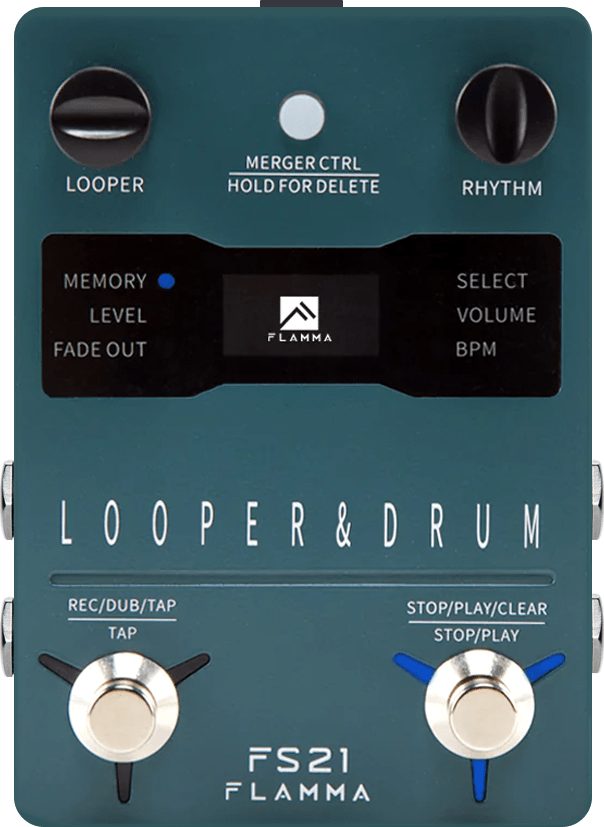 MERGER CTRL
LOOPER
HOLD FOR DELETE
RHYTHM
MEMORY
SELECT
LEVEL
VOLUME
FADE OUT
BPM
FLAMMA
LOOPER&DRUM
REC/DUB/TAP
TAP
STOP/PLAY/CLEAR
STOP/PLAY
FS21
FLAMMA